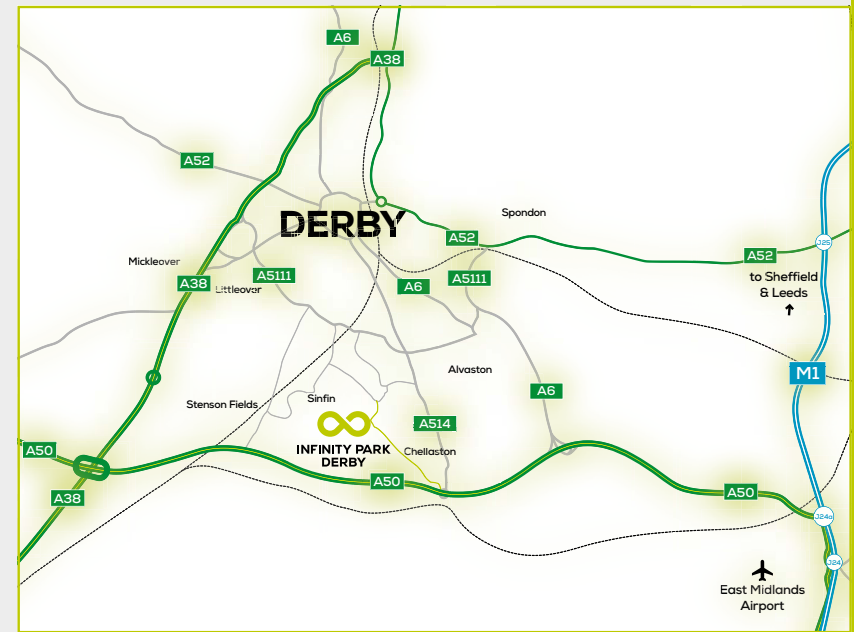 A6
A38
A52
DERBY
Spondon
A52
J25
A52
Mickleover
to Sheffield
& Leeds
A38
Littleover
A5111
A6
A5111
M1
Alvaston
A6
Sinfin
Stenson Fields
A514
INFINITY PARK
DERBY
Chellaston
A50
A50
A50
A38
J24a
J24
East Midlands
Airport